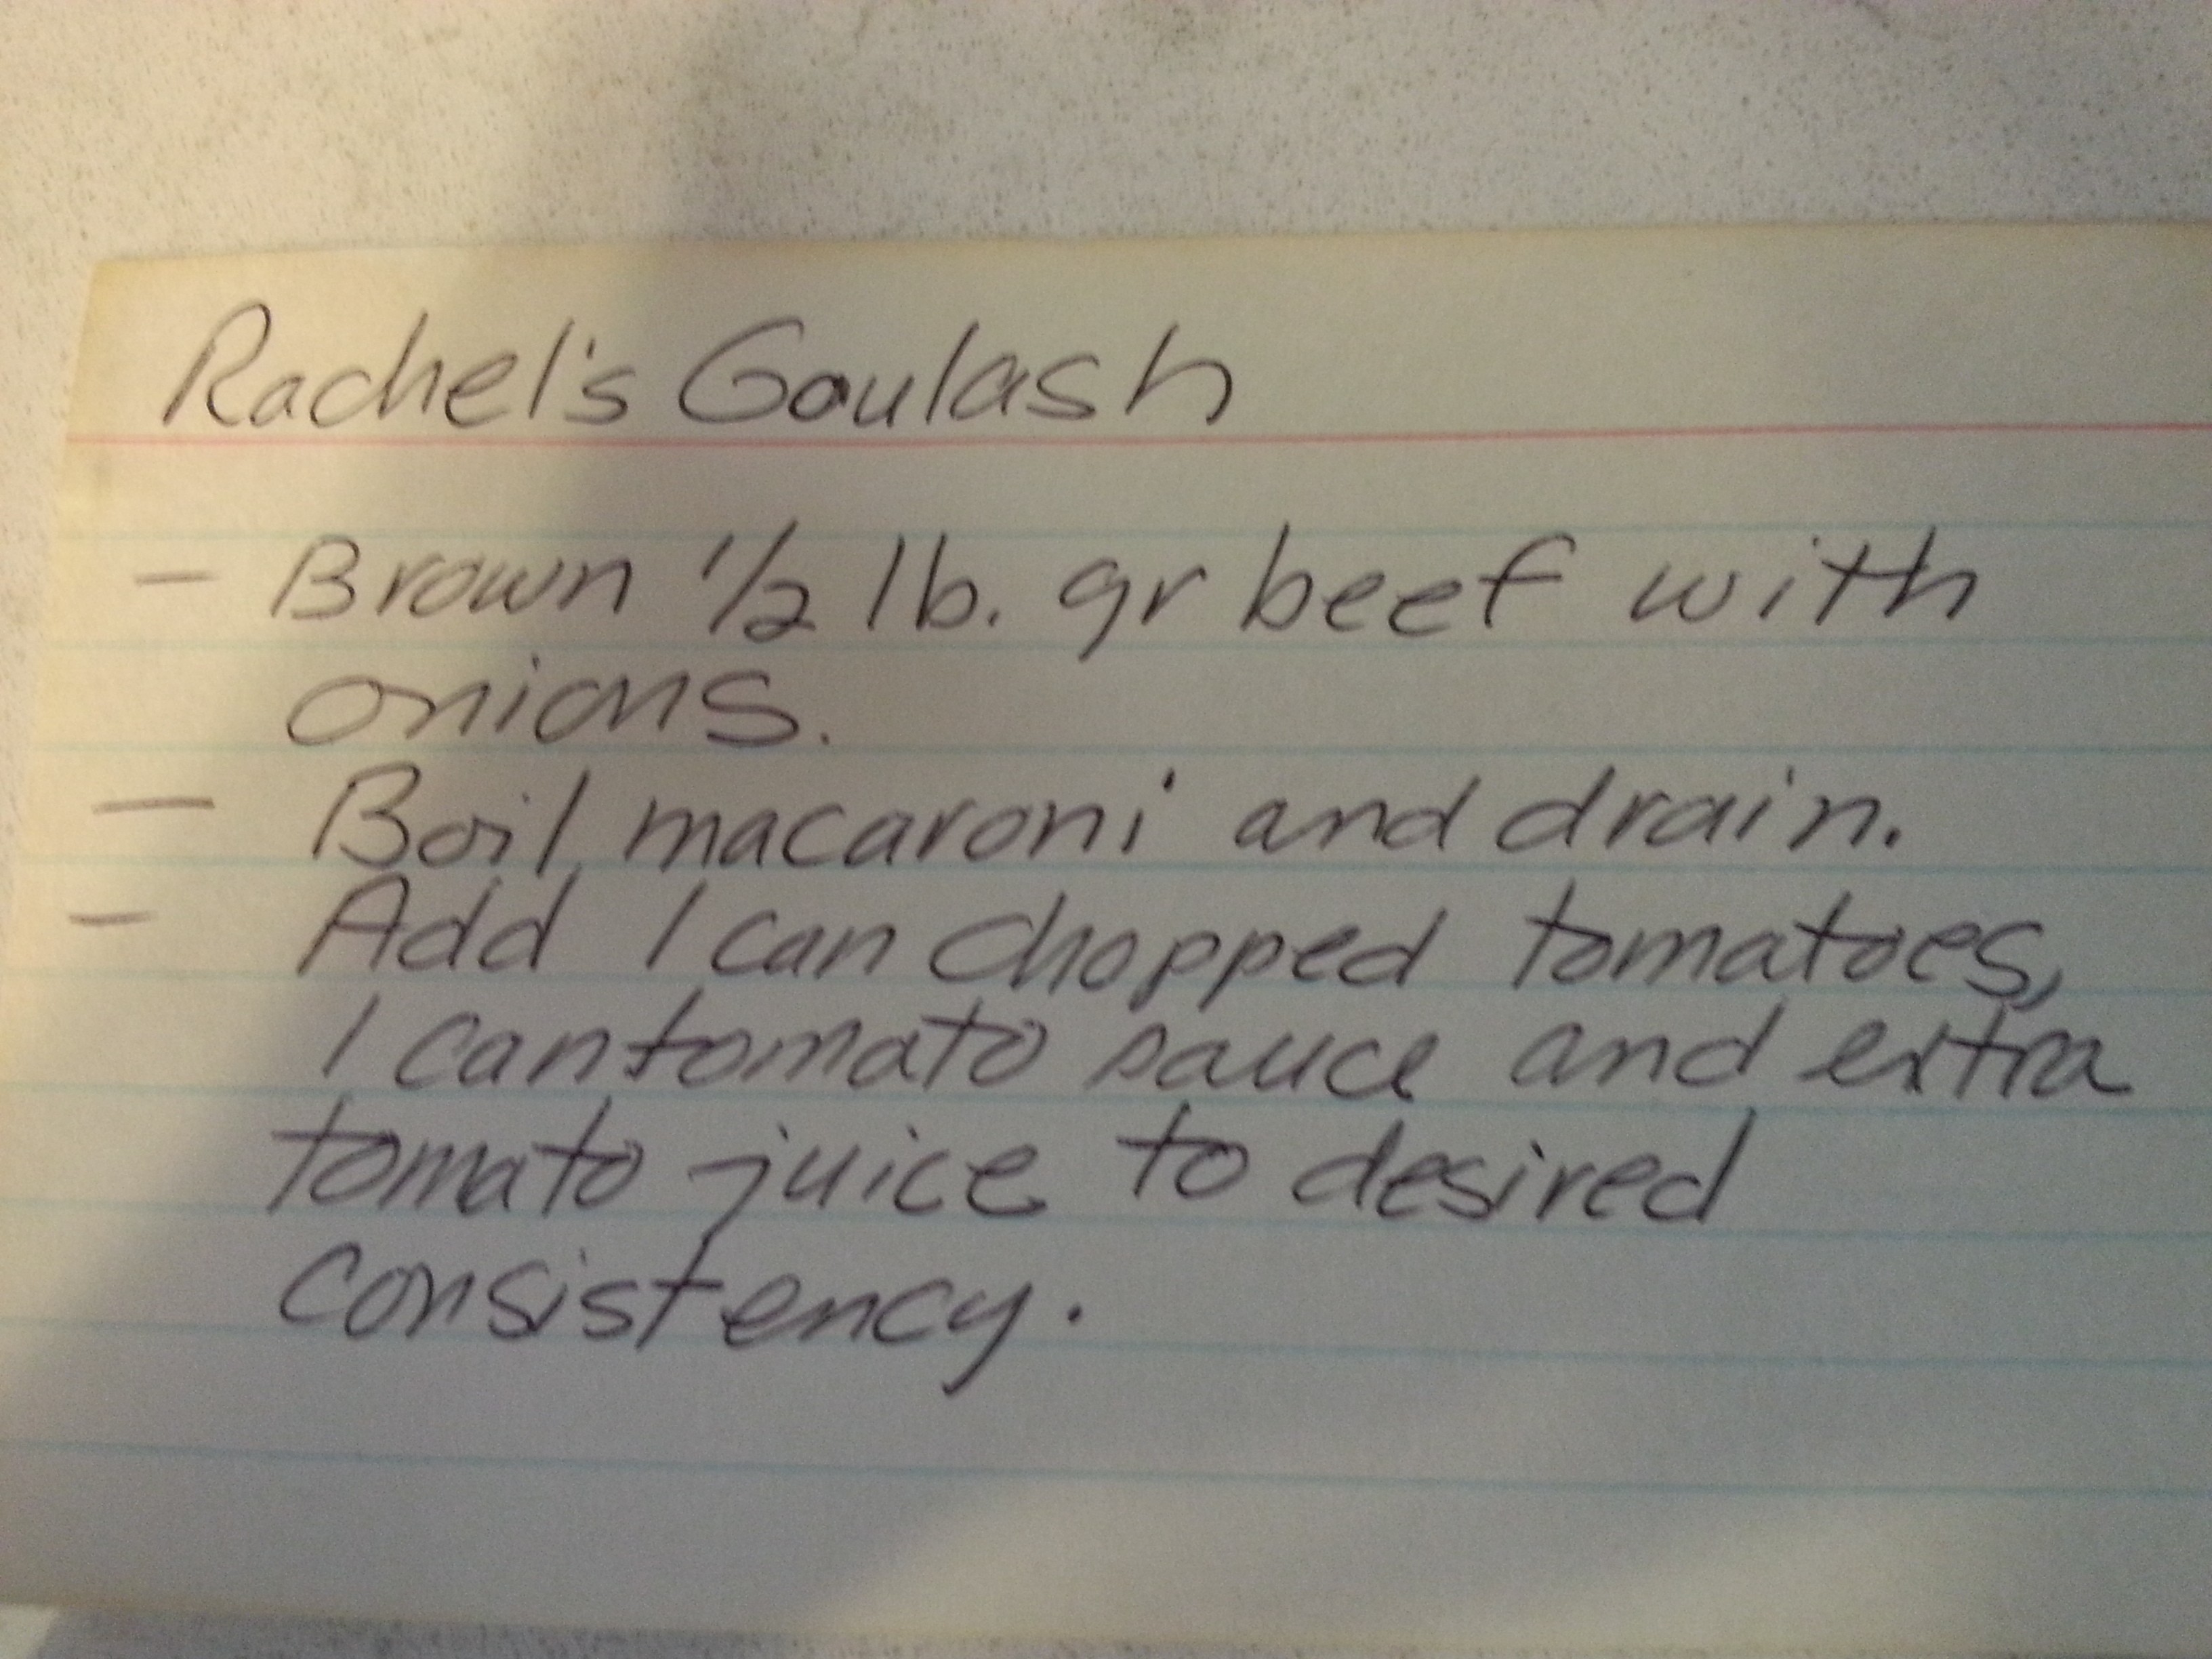 Rachel's Goulash
- Brown 1/2 lb. gr beef with
onions.
- Boil macaroni and drain.
- Add 1 can chopped tomatoes,
1 can tomato sauce and extra
tomato juice to desired
consistency.